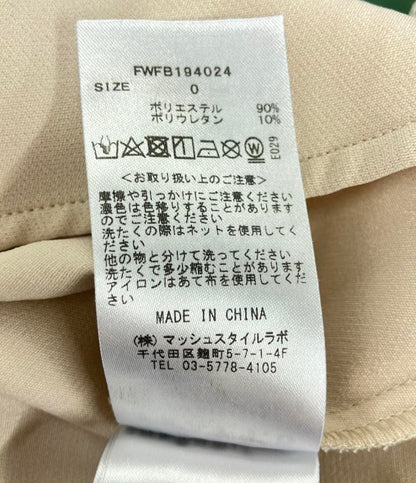 FWFB194024
SIZE 0
ポリエステル 90%
ポリウレタン 10%
W E029
<お取り扱い上のご注意>
摩擦や引っかけにご注意ください
濃色は色移りすることがあります
のでご注意ください
洗たくの際はネットを使用してく
ださい
他の物と分けて洗ってください
洗たくで多少縮むことがあります
アイロンはあて布を使用してくだ
さい
MADE IN CHINA
(株)マッシュスタイルラボ
千代田区麹町5-7-1-4F
TEL 03-5778-4105